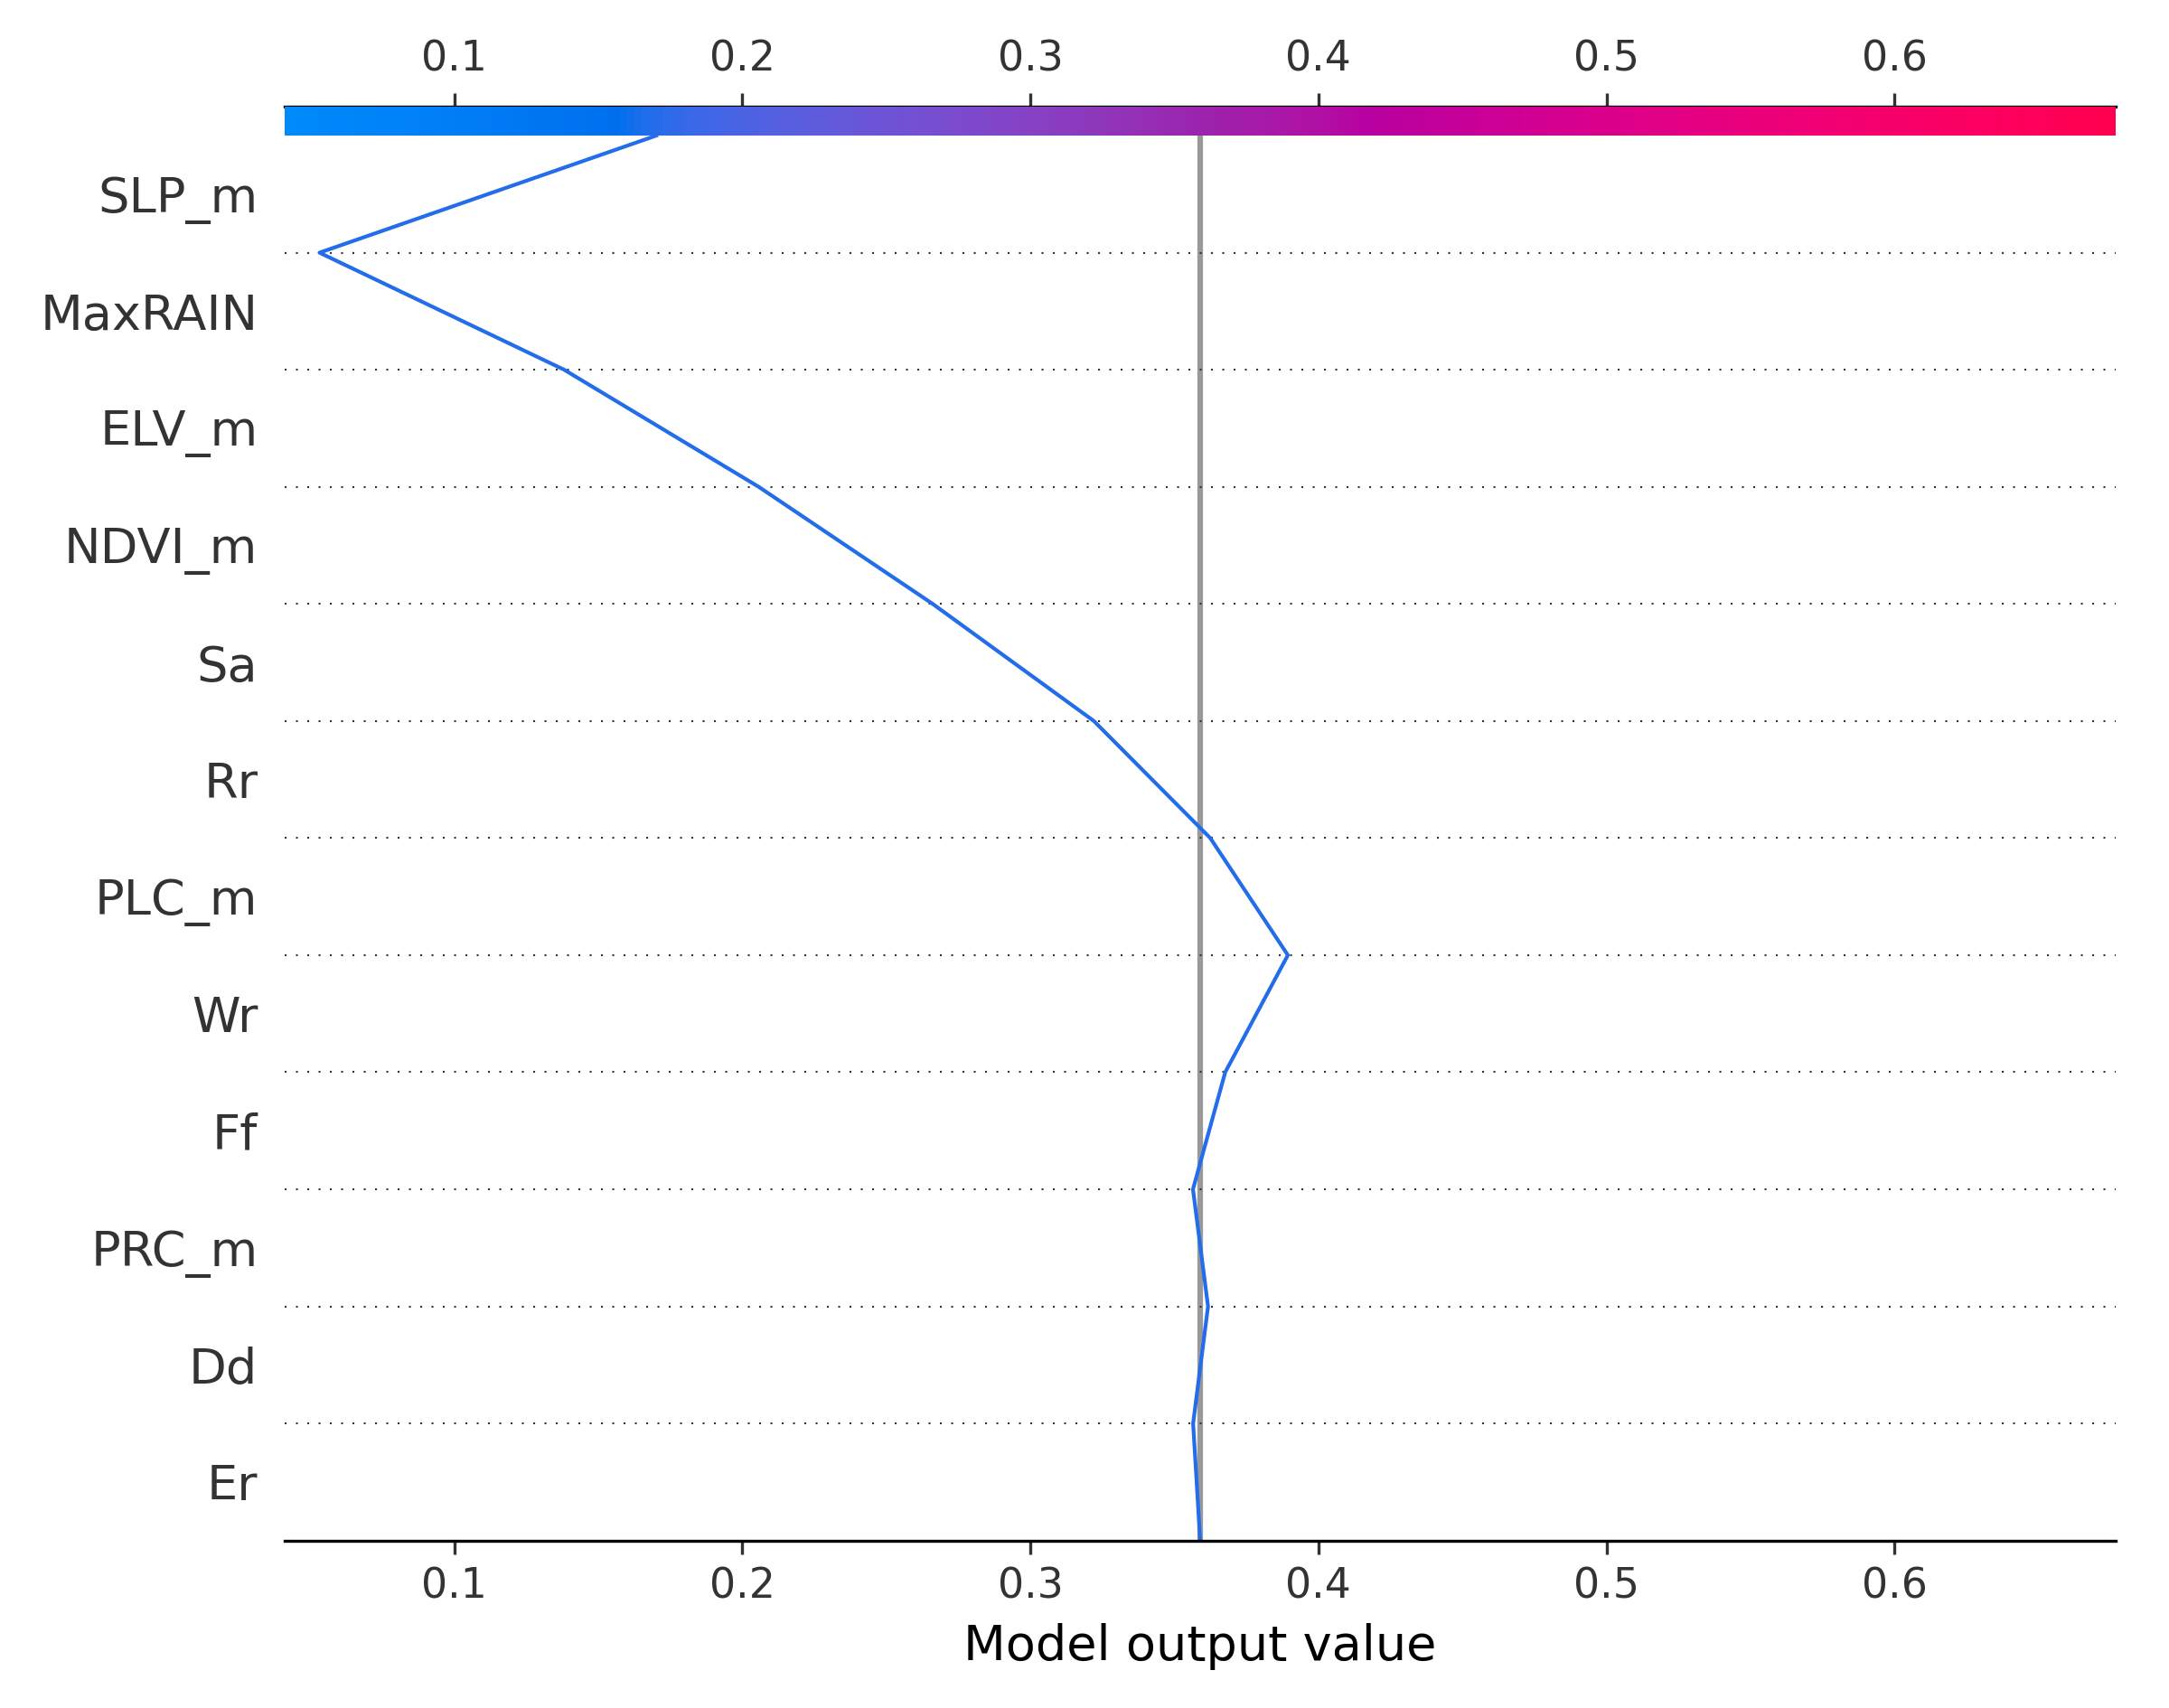 0.1 0.2 0.3 0.4 0.5 0.6
SLP_m
MaxRAIN
ELV_m
NDVI_m
Sa
Rr
PLC_m
Wr
Ff
PRC_m
Dd
Er
0.1 0.2 0.3 0.4 0.5 0.6
Model output value